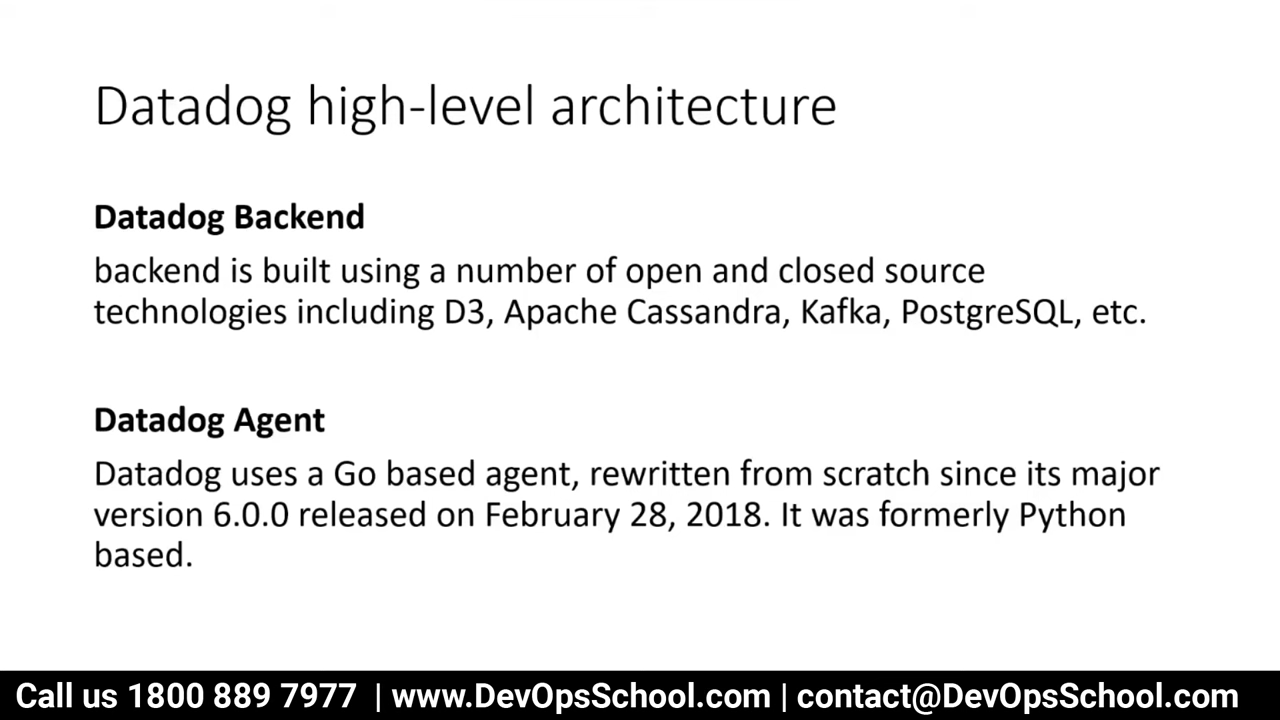 Datadog high-level architecture
Datadog Backend
backend is built using a number of open and closed source
technologies including D3, Apache Cassandra, Kafka, PostgreSQL, etc.
Datadog Agent
Datadog uses a Go based agent, rewritten from scratch since its major
version 6.0.0 released on February 28, 2018. It was formerly Python
based.
Call us 1800 889 7977 | www.DevOpsSchool.com | contact@DevOpsSchool.com